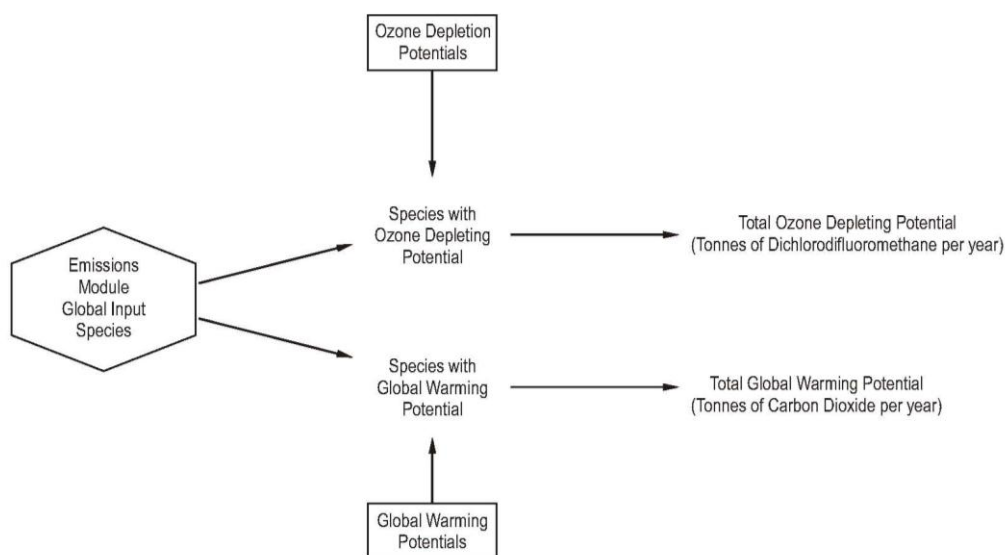 Ozone Depletion
Potentials
Species with
Ozone Depleting
Potential
Total Ozone Depleting Potential
(Tonnes of Dichlorodifluoromethane per year)
Emissions
Module
Global Input
Species
Species with
Global Warming
Potential
Total Global Warming Potential
(Tonnes of Carbon Dioxide per year)
Global Warming
Potentials